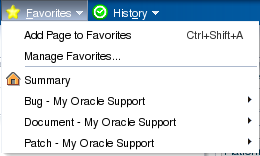 Favorites History
Add Page to Favorites Ctrl+Shift+A
Manage Favorites...
Summary
Bug - My Oracle Support
Document - My Oracle Support
Patch - My Oracle Support